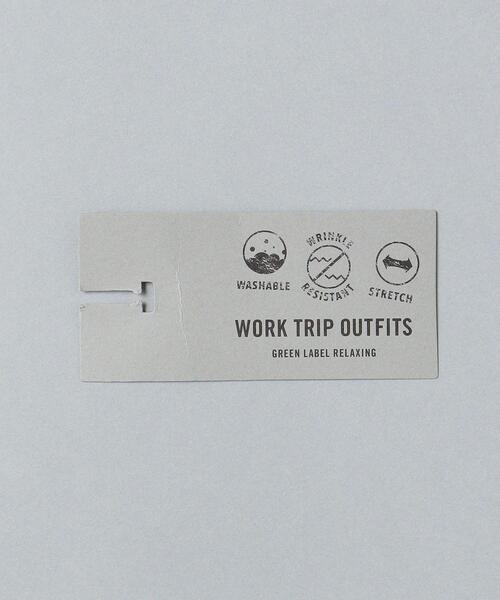 WRINKLE
RESISTANT
WASHABLE
STRETCH
WORK TRIP OUTFITS
GREEN LABEL RELAXING